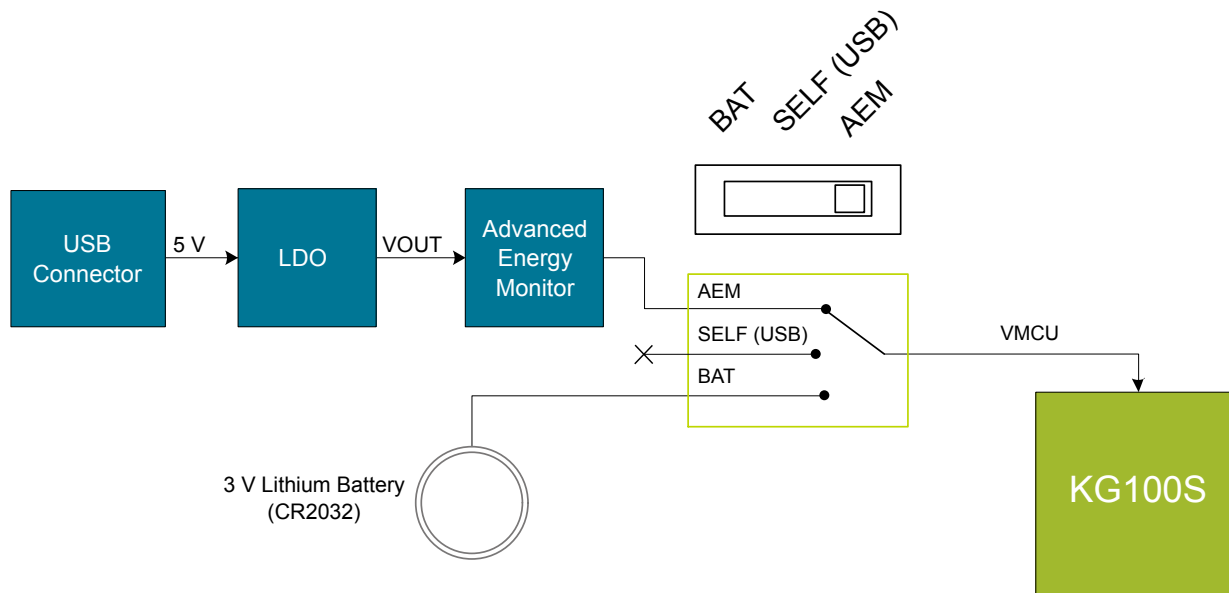 BAT
SELF (USB)
AEM
USB
Connector
5 V
LDO
VOUT
Advanced
Energy
Monitor
AEM
SELF (USB)
BAT
VMCU
3 V Lithium Battery
(CR2032)
KG100S